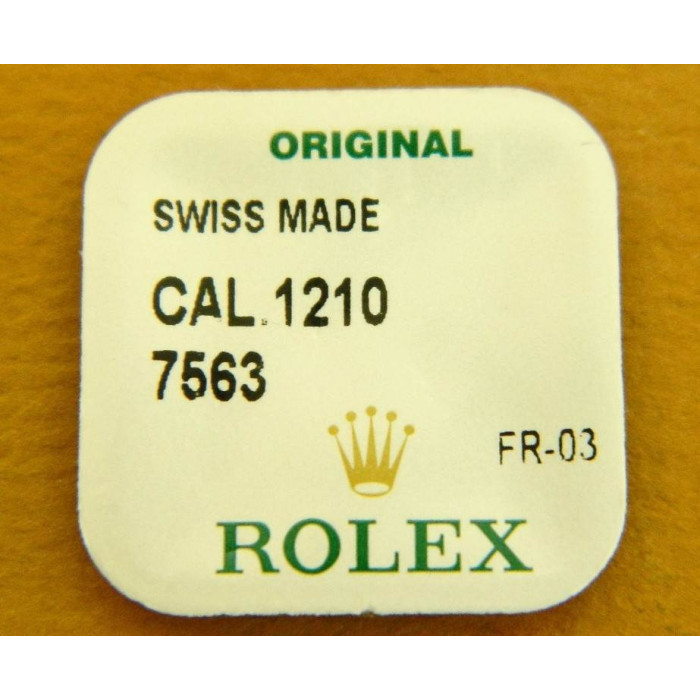 ORIGINAL
SWISS MADE
CAL.1210
7563
FR-03
ROLEX